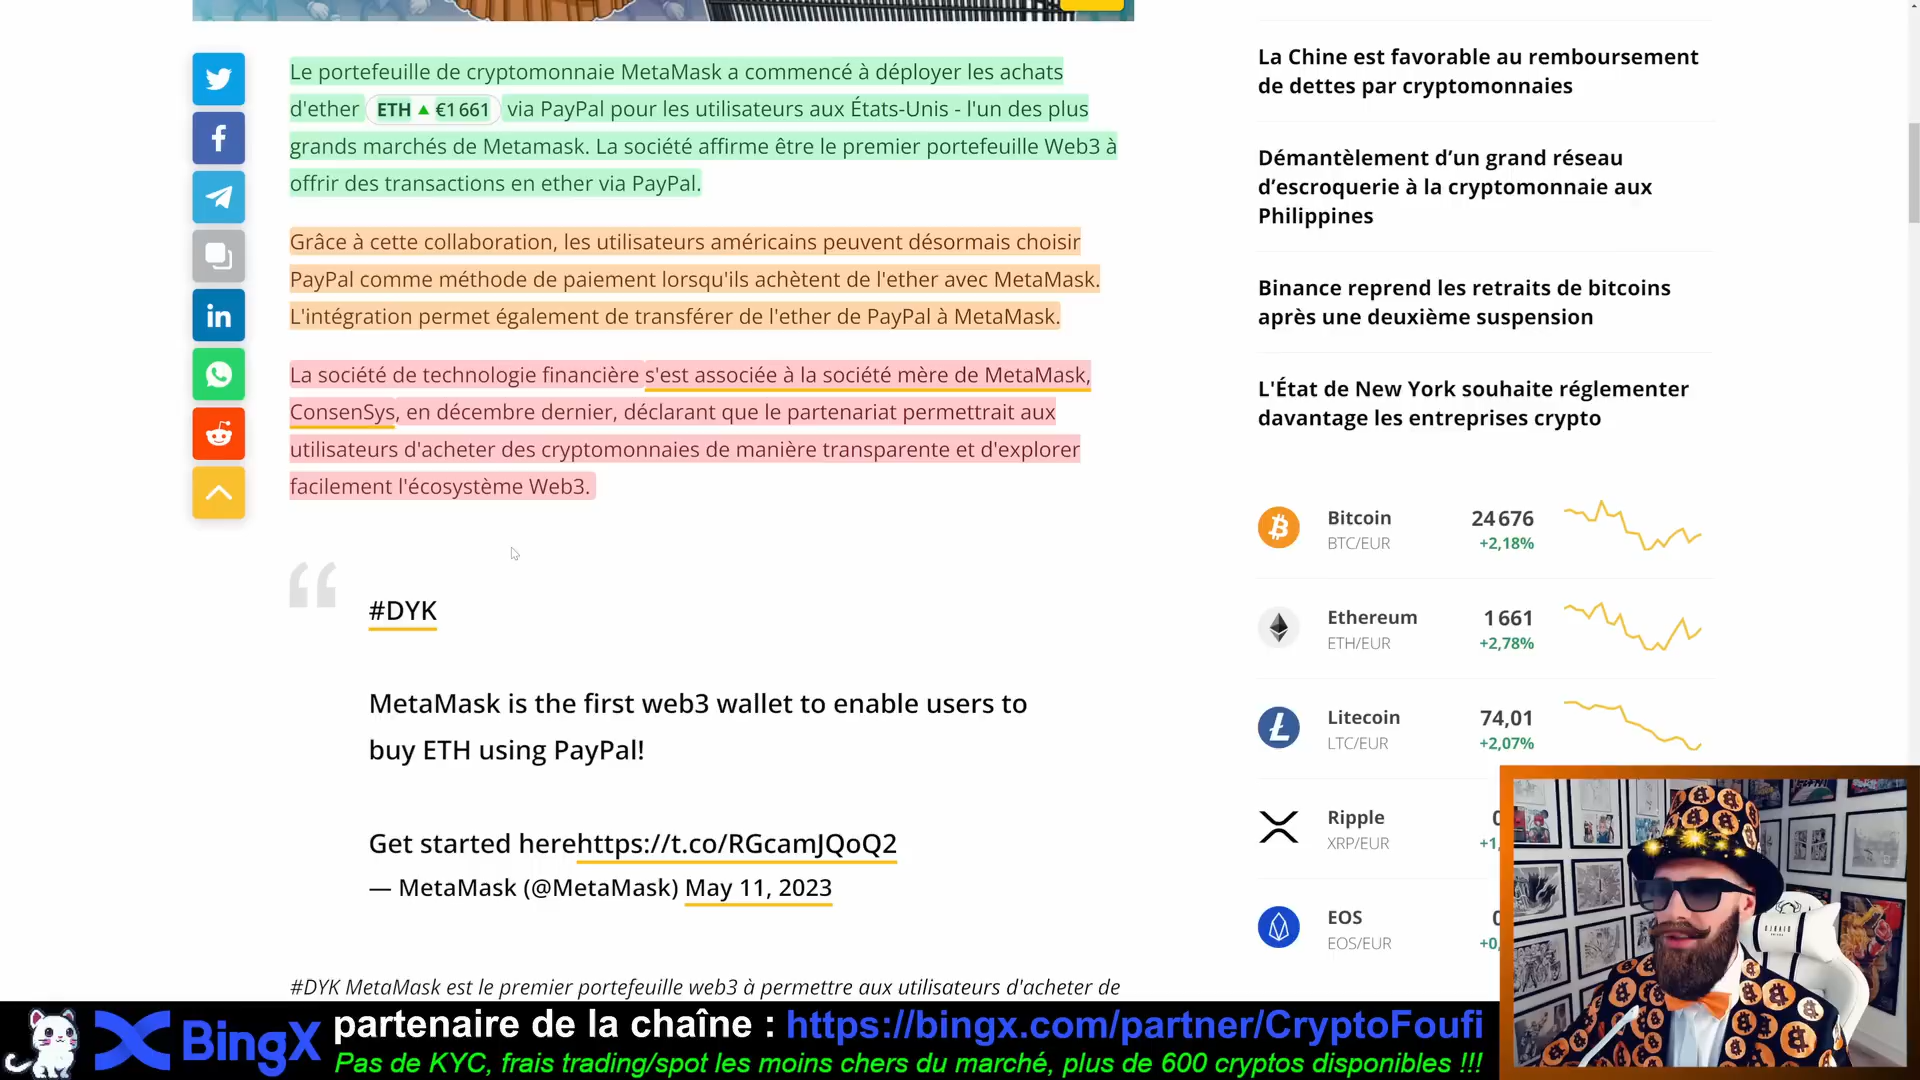 Le portefeuille de cryptomonnaie MetaMask a commencé à déployer les achats
d'ether ETH ▲ €1 661 via PayPal pour les utilisateurs aux États-Unis - l'un des plus
grands marchés de Metamask. La société affirme être le premier portefeuille Web3 à
offrir des transactions en ether via PayPal.
Grâce à cette collaboration, les utilisateurs américains peuvent désormais choisir
PayPal comme méthode de paiement lorsqu'ils achètent de l'ether avec MetaMask.
L'intégration permet également de transférer de l'ether de PayPal à MetaMask.
La société de technologie financière s'est associée à la société mère de MetaMask,
ConsenSys, en décembre dernier, déclarant que le partenariat permettrait aux
utilisateurs d'acheter des cryptomonnaies de manière transparente et d'explorer
facilement l'écosystème Web3.
#DYK
MetaMask is the first web3 wallet to enable users to
buy ETH using PayPal!
Get started herehttps://t.co/RGcamJQoQ2
— MetaMask (@MetaMask) May 11, 2023
#DYK MetaMask est le premier portefeuille web3 à permettre aux utilisateurs d'acheter de
La Chine est favorable au remboursement
de dettes par cryptomonnaies
Démantèlement d’un grand réseau
d’escroquerie à la cryptomonnaie aux
Philippines
Binance reprend les retraits de bitcoins
après une deuxième suspension
L'État de New York souhaite réglementer
davantage les entreprises crypto
Bitcoin 24 676
BTC/EUR +2,18%
Ethereum 1 661
ETH/EUR +2,78%
Litecoin 74,01
LTC/EUR +2,07%
Ripple
XRP/EUR
EOS
EOS/EUR
BingX partenaire de la chaîne : https://bingx.com/partner/CryptoFoufi
Pas de KYC, frais trading/spot les moins chers du marché, plus de 600 cryptos disponibles !!!